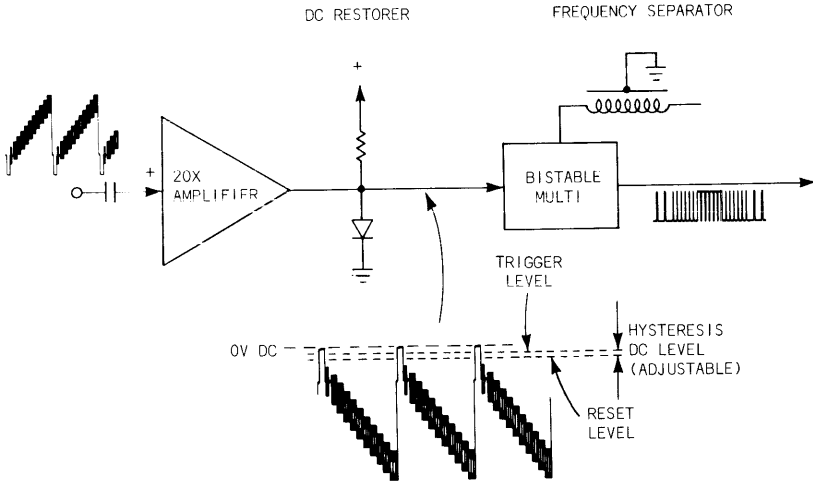 DC RESTORER
FREQUENCY SEPARATOR
+
+
20X
AMPLIFIER
BISTABLE
MULTI
TRIGGER
LEVEL
0V DC
HYSTERESIS
DC LEVEL
(ADJUSTABLE)
RESET
LEVEL